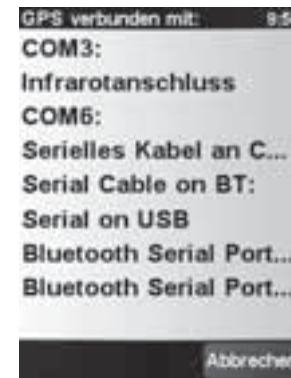 GPS verbunden mit: 9:5
COM3:
Infrarotanschluss
COM6:
Serielles Kabel an C...
Serial Cable on BT:
Serial on USB
Bluetooth Serial Port...
Bluetooth Serial Port...
Abbrechen